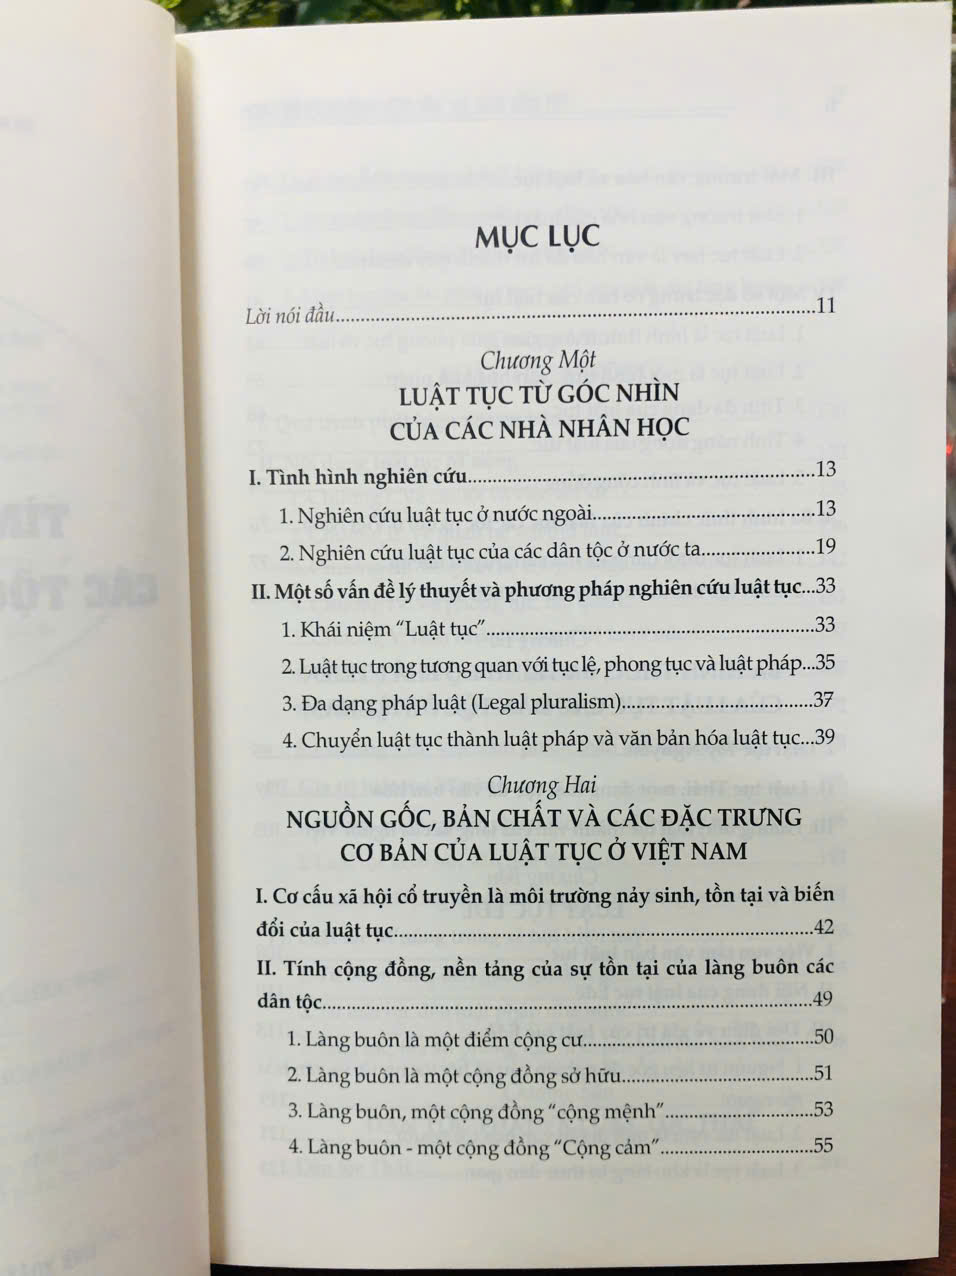 MỤC LỤC
Lời nói đầu..........11
Chương Một
LUẬT TỤC TỪ GÓC NHÌN
CỦA CÁC NHÀ NHÂN HỌC
I. Tình hình nghiên cứu..........13
1. Nghiên cứu luật tục ở nước ngoài..........13
2. Nghiên cứu luật tục của các dân tộc ở nước ta..........19
II. Một số vấn đề lý thuyết và phương pháp nghiên cứu luật tục...33
1. Khái niệm “Luật tục”..........33
2. Luật tục trong tương quan với tục lệ, phong tục và luật pháp...35
3. Đa dạng pháp luật (Legal pluralism)..........37
4. Chuyển luật tục thành luật pháp và văn bản hóa luật tục...39
Chương Hai
NGUỒN GỐC, BẢN CHẤT VÀ CÁC ĐẶC TRƯNG
CƠ BẢN CỦA LUẬT TỤC Ở VIỆT NAM
I. Cơ cấu xã hội cổ truyền là môi trường nảy sinh, tồn tại và biến
đổi của luật tục..........42
II. Tính cộng đồng, nền tảng của sự tồn tại của làng buôn các
dân tộc..........49
1. Làng buôn là một điểm cộng cư..........50
2. Làng buôn là một cộng đồng sở hữu..........51
3. Làng buôn, một cộng đồng “cộng mệnh”..........53
4. Làng buôn - một cộng đồng “Cộng cảm”..........55